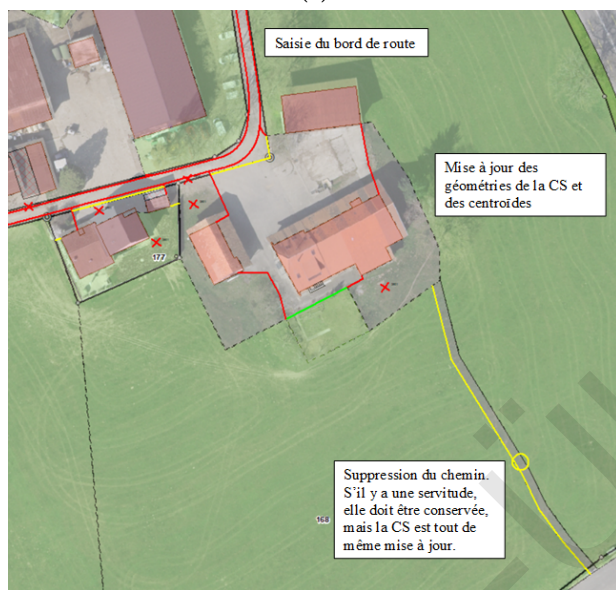 Saisie du bord de route
Mise à jour des
géométries de la CS et
des centroïdes
177
Suppression du chemin.
S'il y a une servitude,
elle doit être conservée,
mais la CS est tout de
même mise à jour.
168